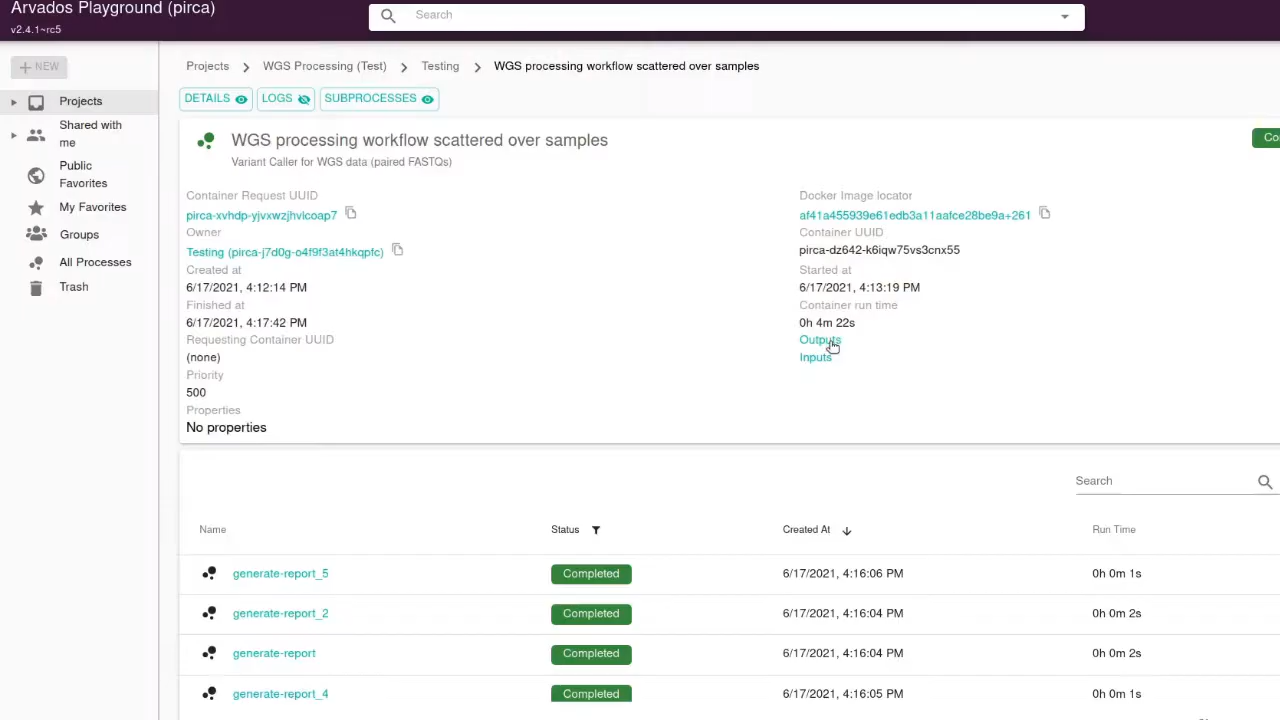 Arvados Playground (pirca)
v2.4.1~rc5
Search
NEW
Projects
Shared with me
Public Favorites
My Favorites
Groups
All Processes
Trash
Projects WGS Processing (Test) Testing WGS processing workflow scattered over samples
DETAILS LOGS SUBPROCESSES
WGS processing workflow scattered over samples
Co
Variant Caller for WGS data (paired FASTQs)
Container Request UUID
pirca-xvhdp-yjvxwzjhvlcoap7
Owner
Testing (pirca-j7d0g-o4f9f3at4hkqpfc)
Created at
6/17/2021, 4:12:14 PM
Finished at
6/17/2021, 4:17:42 PM
Requesting Container UUID
(none)
Priority
500
Properties
No properties
Docker Image locator
af41a455939e61edb3a11aafce28be9a+261
Container UUID
pirca-dz642-k6iqw75vs3cnx55
Started at
6/17/2021, 4:13:19 PM
Container run time
0h 4m 22s
Outputs
Inputs
Search
Name Status Created At Run Time
generate-report_5 Completed 6/17/2021, 4:16:06 PM 0h 0m 1s
generate-report_2 Completed 6/17/2021, 4:16:04 PM 0h 0m 2s
generate-report Completed 6/17/2021, 4:16:04 PM 0h 0m 2s
generate-report_4 Completed 6/17/2021, 4:16:05 PM 0h 0m 1s